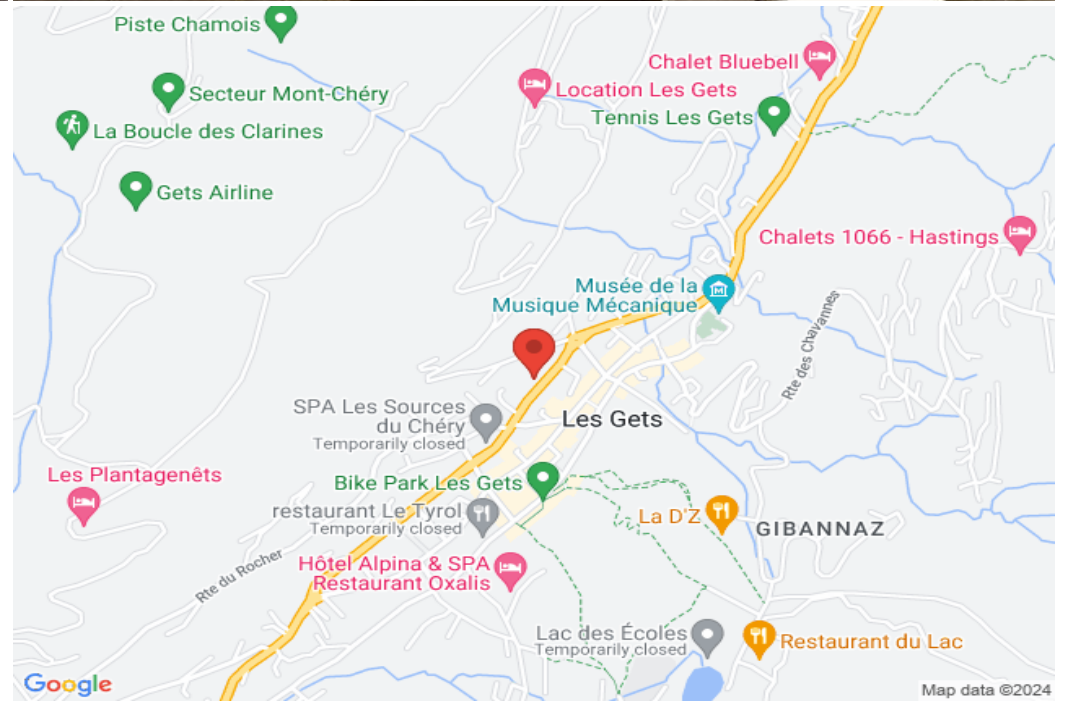 Piste Chamois
Chalet Bluebell
Location Les Gets
Secteur Mont-Chéry
Tennis Les Gets
La Boucle des Clarines
Gets Airline
Chalets 1066 - Hastings
Musée de la
Musique Mécanique
Rte des Chavannes
SPA Les Sources
du Chéry
Temporarily closed
Les Gets
Les Plantagenêts
Bike Park Les Gets
restaurant Le Tyrol
Temporarily closed
La D'Z
GIBANNAZ
Rte du Rocher
Hôtel Alpina & SPA
Restaurant Oxalis
Lac des Écoles
Temporarily closed
Restaurant du Lac
Google
Map data ©2024